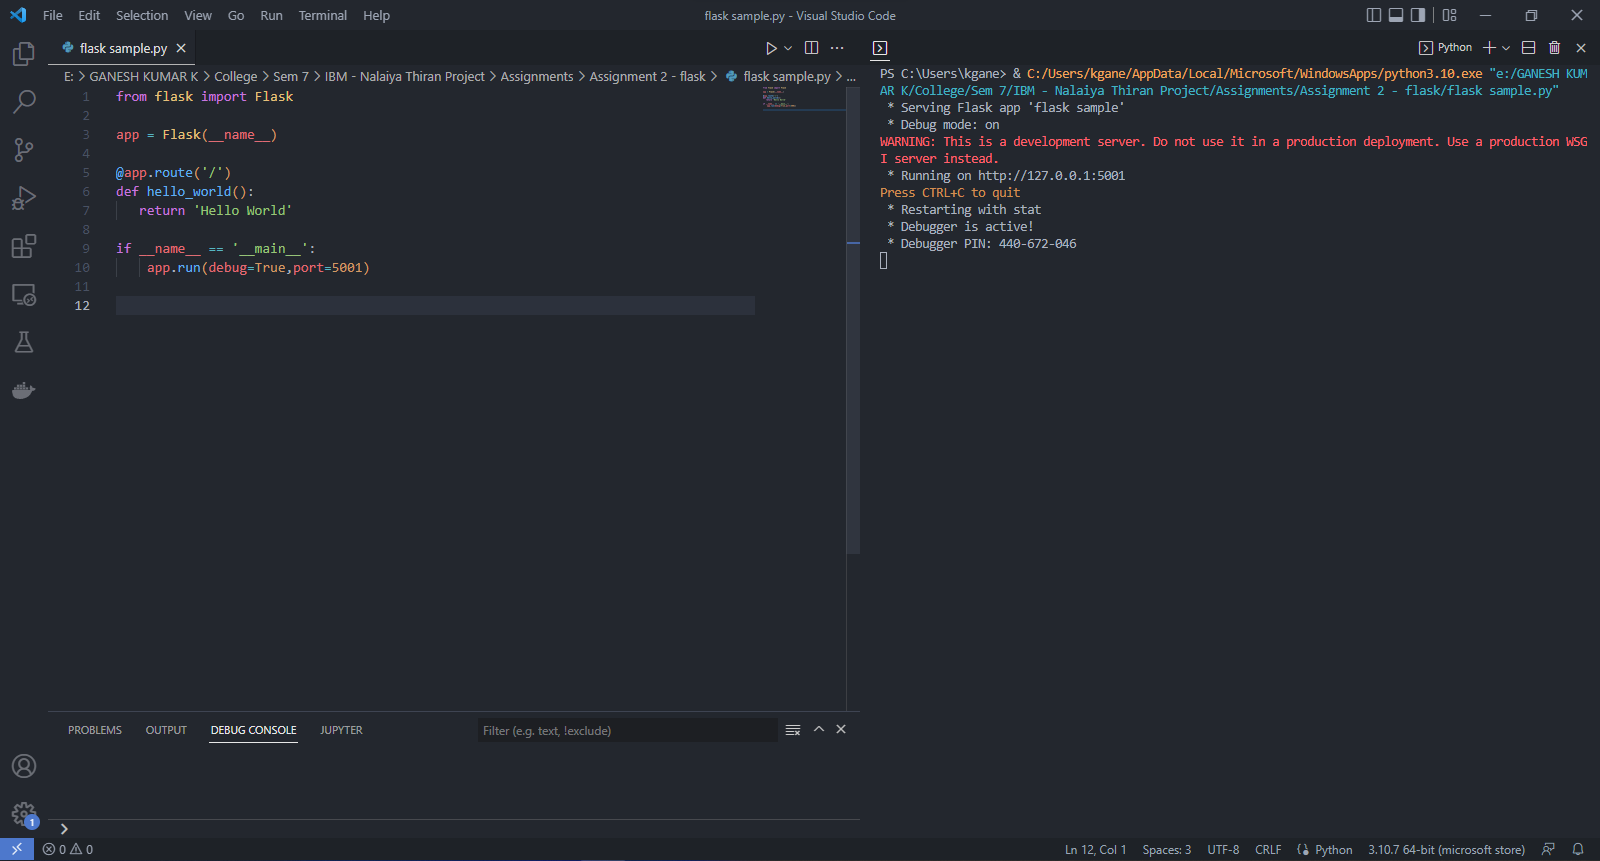 File Edit Selection View Go Run Terminal Help
flask sample.py - Visual Studio Code
flask sample.py
E: > GANESH KUMAR K > College > Sem 7 > IBM - Nalaiya Thiran Project > Assignments > Assignment 2 - flask > flask sample.py > ...
1 from flask import Flask
2
3 app = Flask(__name__)
4
5 @app.route('/')
6 def hello_world():
7 return 'Hello World'
8
9 if __name__ == '__main__':
10 app.run(debug=True,port=5001)
11
12
Python
PS C:\Users\kgane> & C:/Users/kgane/AppData/Local/Microsoft/WindowsApps/python3.10.exe "e:/GANESH KUM
AR K/College/Sem 7/IBM - Nalaiya Thiran Project/Assignments/Assignment 2 - flask/flask sample.py"
* Serving Flask app 'flask sample'
* Debug mode: on
WARNING: This is a development server. Do not use it in a production deployment. Use a production WSG
I server instead.
* Running on http://127.0.0.1:5001
Press CTRL+C to quit
* Restarting with stat
* Debugger is active!
* Debugger PIN: 440-672-046
PROBLEMS OUTPUT DEBUG CONSOLE JUPYTER
Filter (e.g. text, !exclude)
1
0 0
Ln 12, Col 1 Spaces: 3 UTF-8 CRLF Python 3.10.7 64-bit (microsoft store)